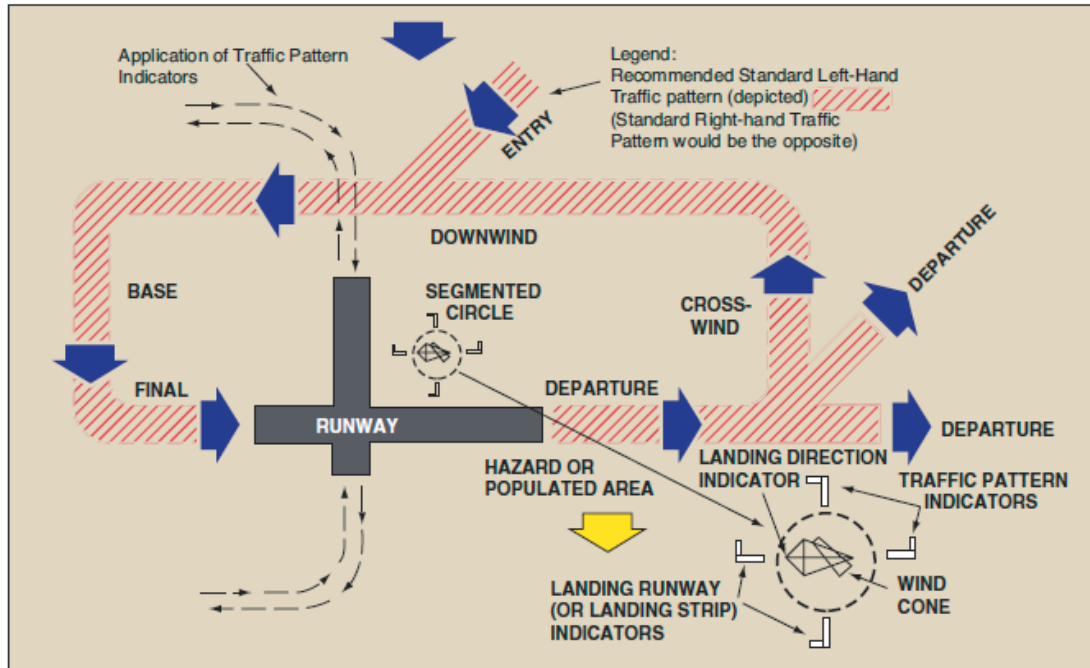 Application of Traffic Pattern
Indicators
Legend:
Recommended Standard Left-Hand
Traffic pattern (depicted)
(Standard Right-hand Traffic
Pattern would be the opposite)
ENTRY
DOWNWIND
BASE
SEGMENTED
CIRCLE
CROSS-
WIND
DEPARTURE
FINAL
DEPARTURE
RUNWAY
DEPARTURE
HAZARD OR
POPULATED AREA
LANDING DIRECTION
INDICATOR
TRAFFIC PATTERN
INDICATORS
LANDING RUNWAY
(OR LANDING STRIP)
INDICATORS
WIND
CONE